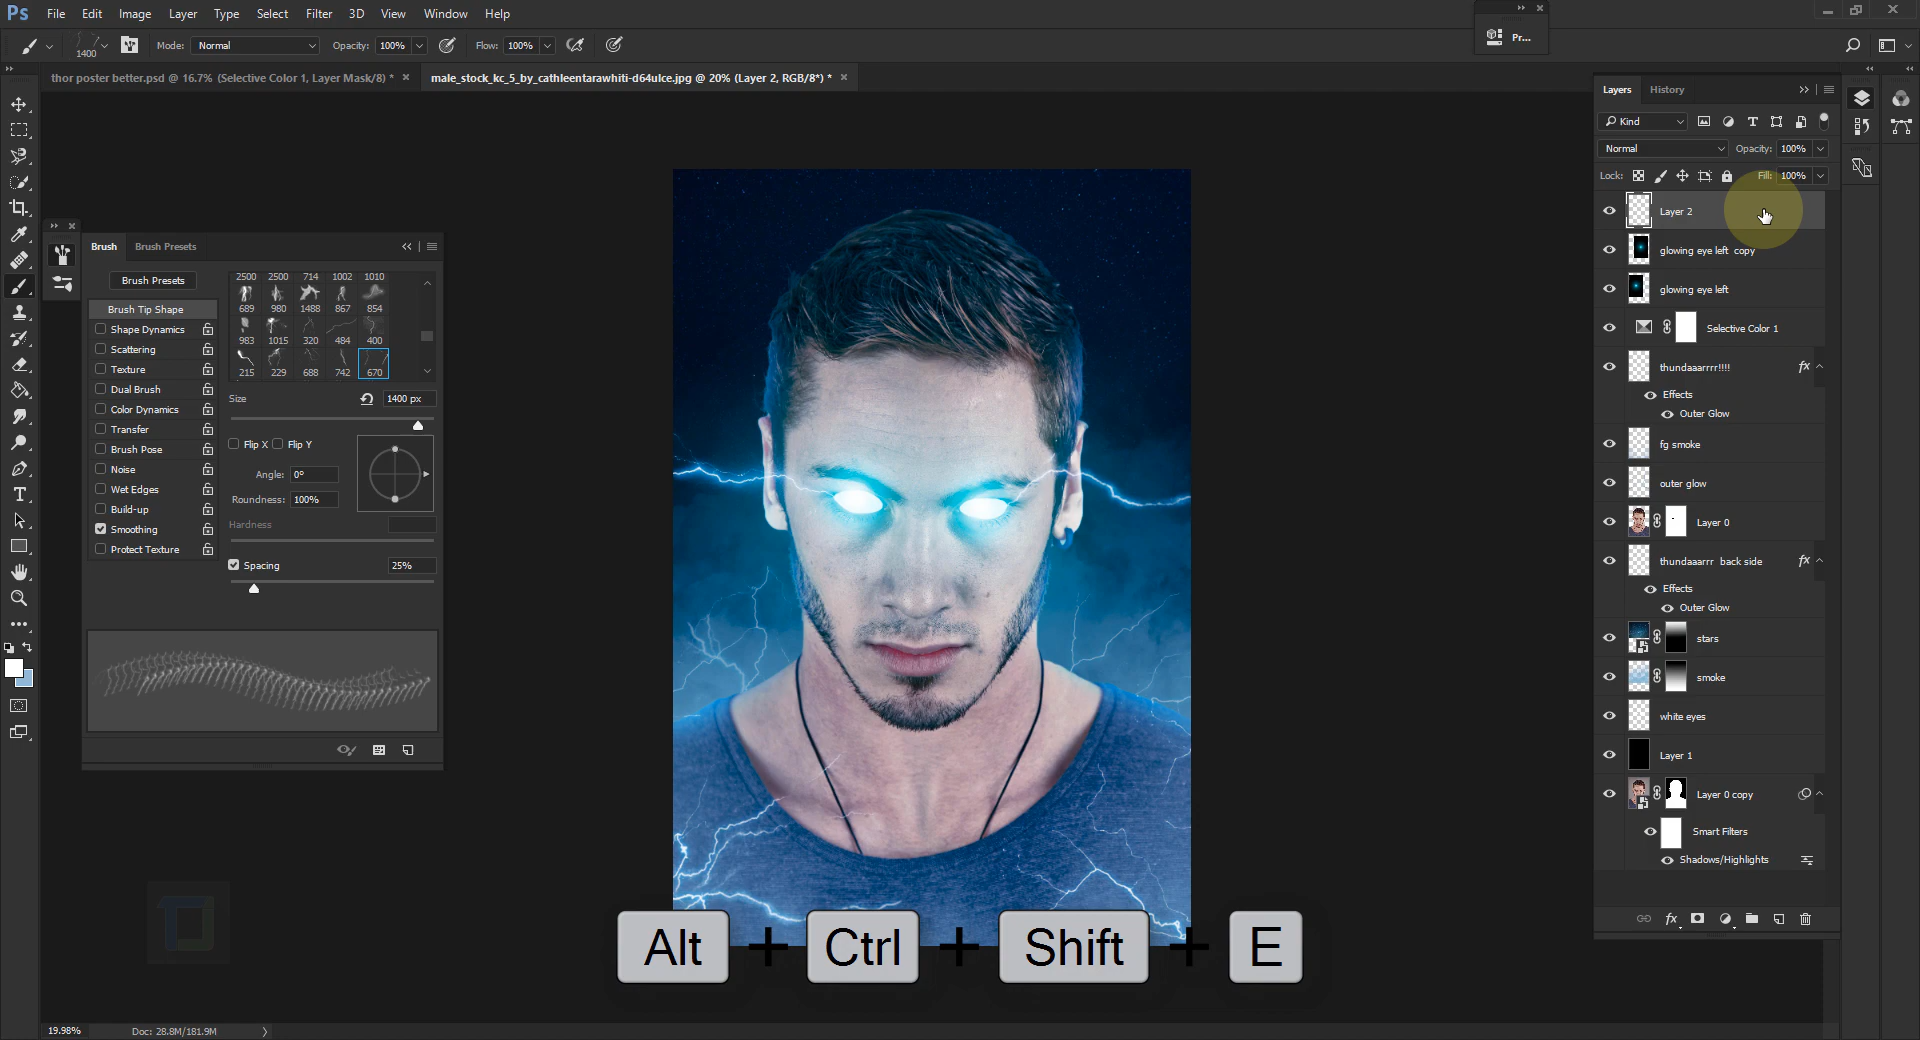 Ps File Edit Image Layer Type Select Filter 3D View Window Help
Pr...
1400 Mode: Normal Opacity: 100% Flow: 100%
thor poster better.psd @ 16.7% (Selective Color 1, Layer Mask/8) * ×
male_stock_kc_5_by_cathleentarawhiti-d64ulce.jpg @ 20% (Layer 2, RGB/8*) * ×
Layers History
Kind
Normal Opacity: 100%
Lock: Fill: 100%
Layer 2
glowing eye left copy
glowing eye left
Selective Color 1
thundaaarrrr!!!! fx
Effects
Outer Glow
fg smoke
outer glow
Layer 0
thundaaarrr back side fx
Effects
Outer Glow
stars
smoke
white eyes
Layer 1
Layer 0 copy
Smart Filters
Shadows/Highlights
fx
Brush Brush Presets
Brush Presets
Brush Tip Shape
Shape Dynamics
Scattering
Texture
Dual Brush
Color Dynamics
Transfer
Brush Pose
Noise
Wet Edges
Build-up
Smoothing
Protect Texture
2500 2500 714 1002 1010
689 980 1488 867 854
983 1015 320 484 400
215 229 688 742 670
Size 1400 px
Flip X Flip Y
Angle: 0°
Roundness: 100%
Hardness
Spacing 25%
Alt + Ctrl + Shift + E
19.98% Doc: 28.8M/181.9M